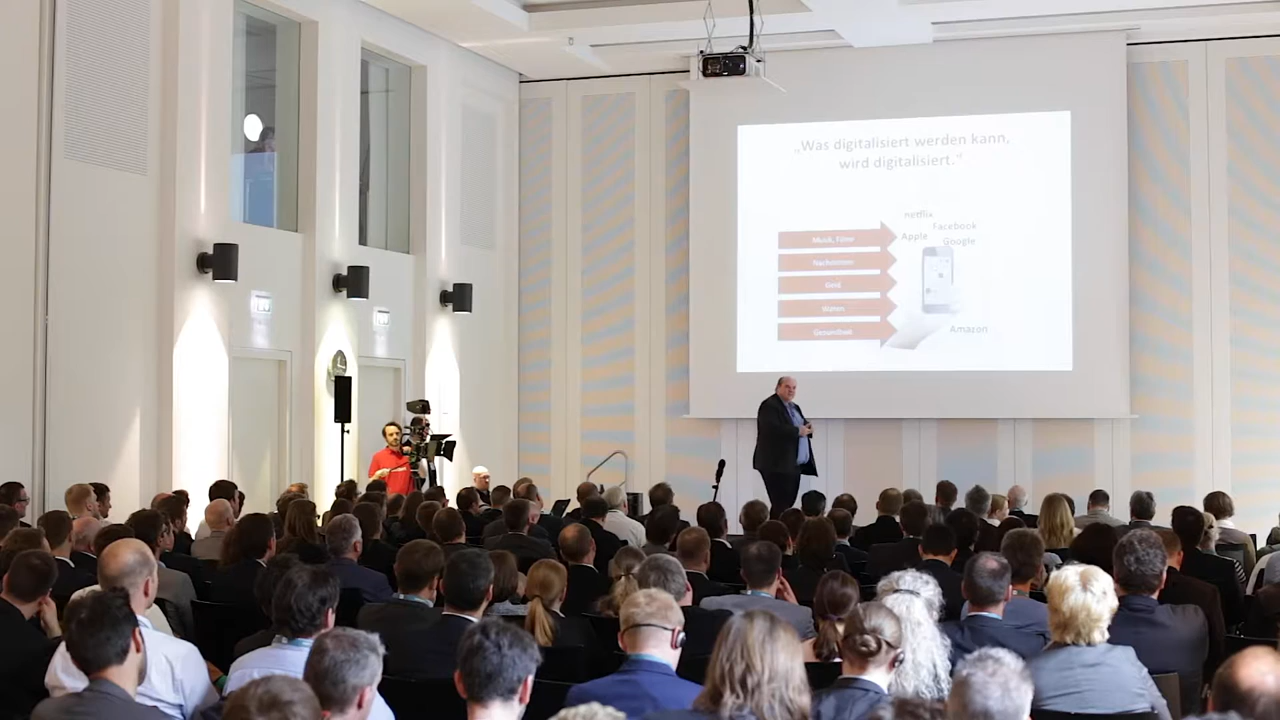 „Was digitalisiert werden kann,
wird digitalisiert.“
netflix
Facebook
Apple
Google
Musik, Filme
Nachrichten
Geld
Waren
Gesundheit
Amazon